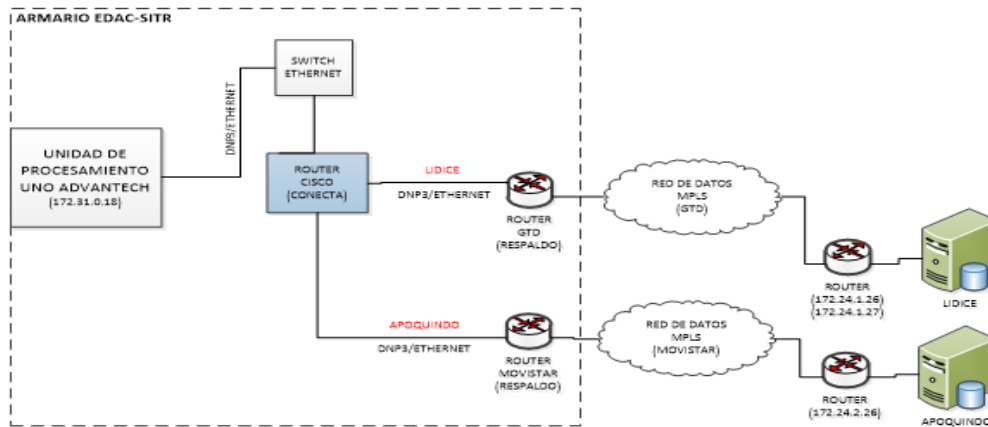 ARMARIO EDAC-SITR
SWITCH
ETHERNET
DNP3/ETHERNET
UNIDAD DE
PROCESAMIENTO
UNO ADVANTECH
(172.31.0.18)
ROUTER
CISCO
(CONECTA)
LIDICE
DNP3/ETHERNET
ROUTER
GTD
(RESPALDO)
RED DE DATOS
MPLS
(GTD)
ROUTER
(172.24.1.26)
(172.24.1.27)
LIDICE
APOQUINDO
DNP3/ETHERNET
ROUTER
MOVISTAR
(RESPALDO)
RED DE DATOS
MPLS
(MOVISTAR)
ROUTER
(172.24.2.26)
APOQUINDO